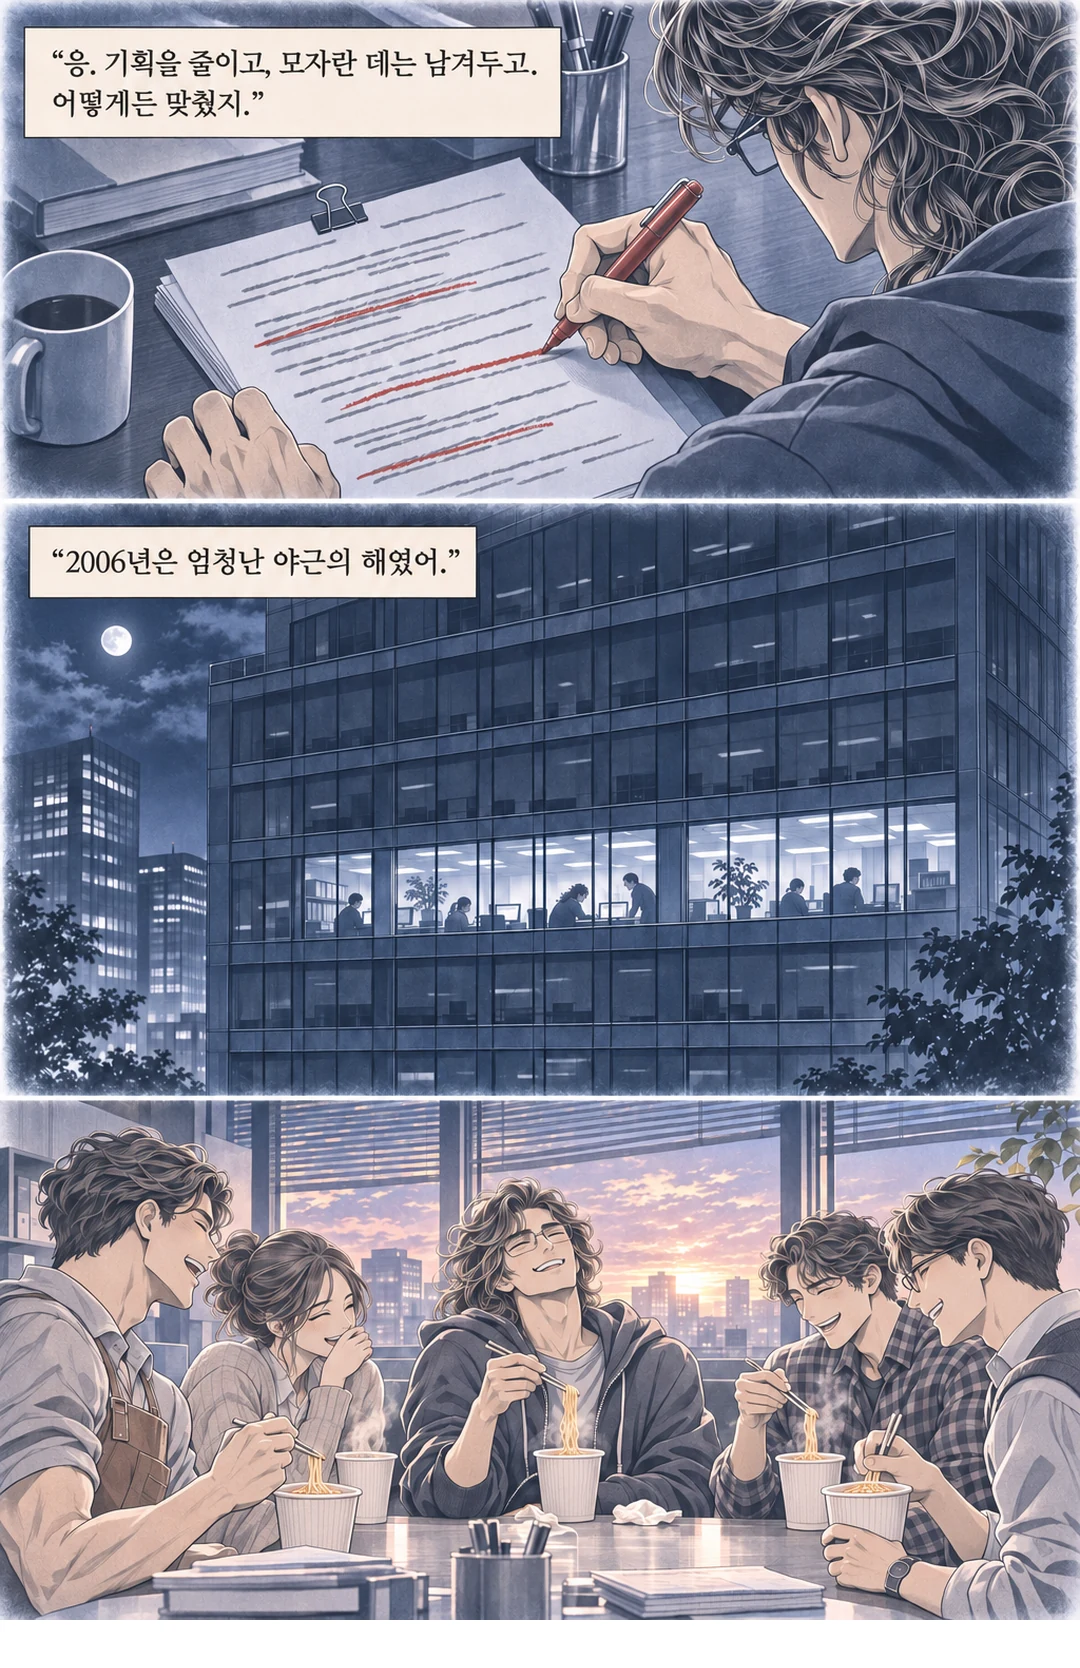 “응. 기획을 줄이고, 모자란 데는 남겨두고.
어떻게든 맞췄지.”
“2006년은 엄청난 야근의 해였어.”